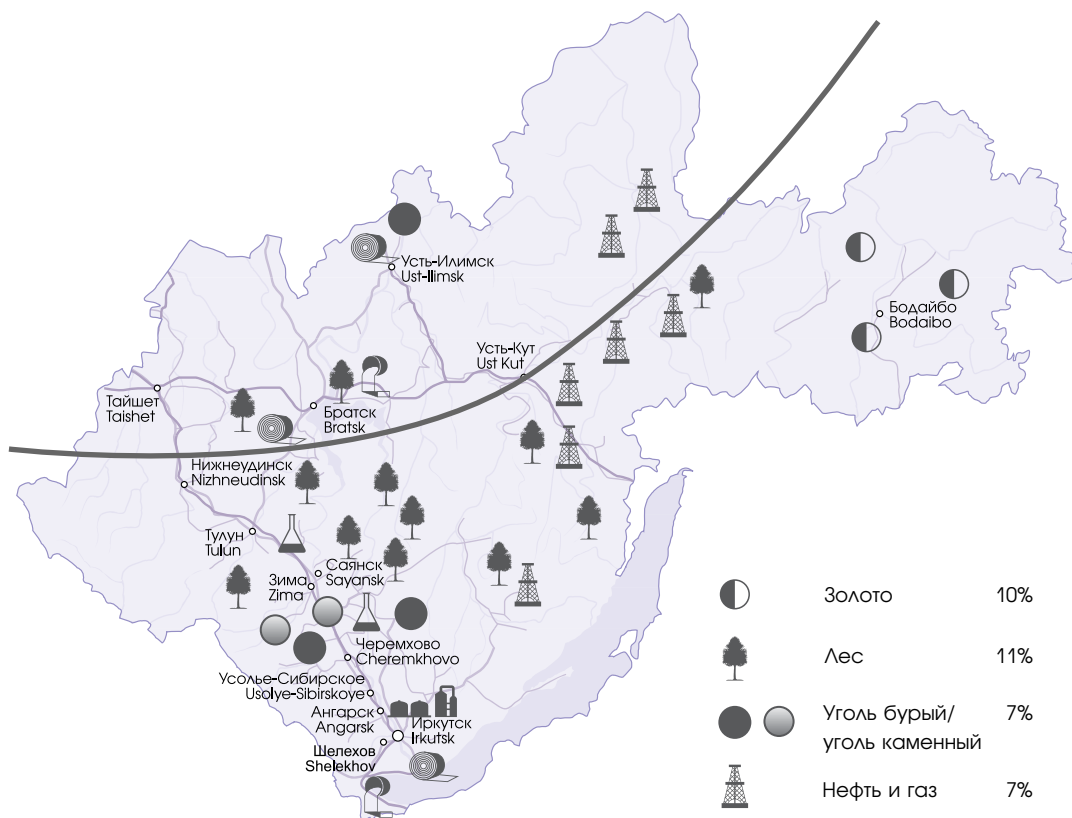 Усть-Илимск
Ust-Ilimsk
Бодайбо
Bodaibo
Усть-Кут
Ust Kut
Тайшет
Taishet
Братск
Bratsk
Нижнеудинск
Nizhneudinsk
Тулун
Tulun
Саянск
Sayansk
Зима
Zima
Черемхово
Cheremkhovo
Усолье-Сибирское
Usolye-Sibirskoye
Ангарск
Angarsk
Иркутск
Irkutsk
Шелехов
Shelekhov
Золото 10%
Лес 11%
Уголь бурый/ 7%
уголь каменный
Нефть и газ 7%